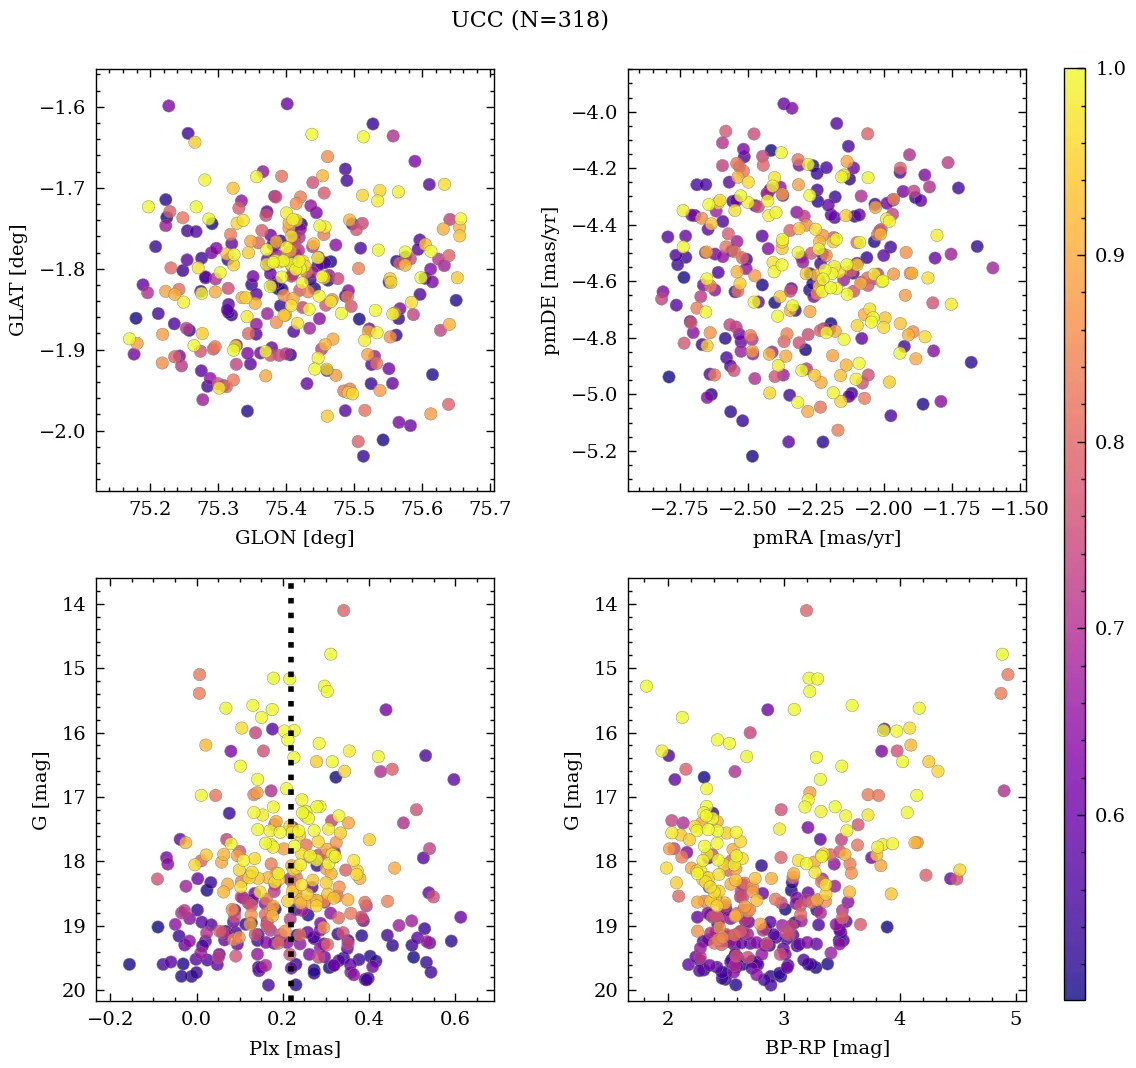 UCC (N=318)
−1.6
−1.7
−1.8
−1.9
−2.0
GLAT [deg]
75.2 75.3 75.4 75.5 75.6 75.7
GLON [deg]
−4.0
−4.2
−4.4
−4.6
−4.8
−5.0
−5.2
pmDE [mas/yr]
−2.75 −2.50 −2.25 −2.00 −1.75 −1.50
pmRA [mas/yr]
1.0
0.9
0.8
0.7
0.6
14
15
16
17
18
19
20
G [mag]
−0.2 0.0 0.2 0.4 0.6
Plx [mas]
14
15
16
17
18
19
20
G [mag]
2 3 4 5
BP-RP [mag]